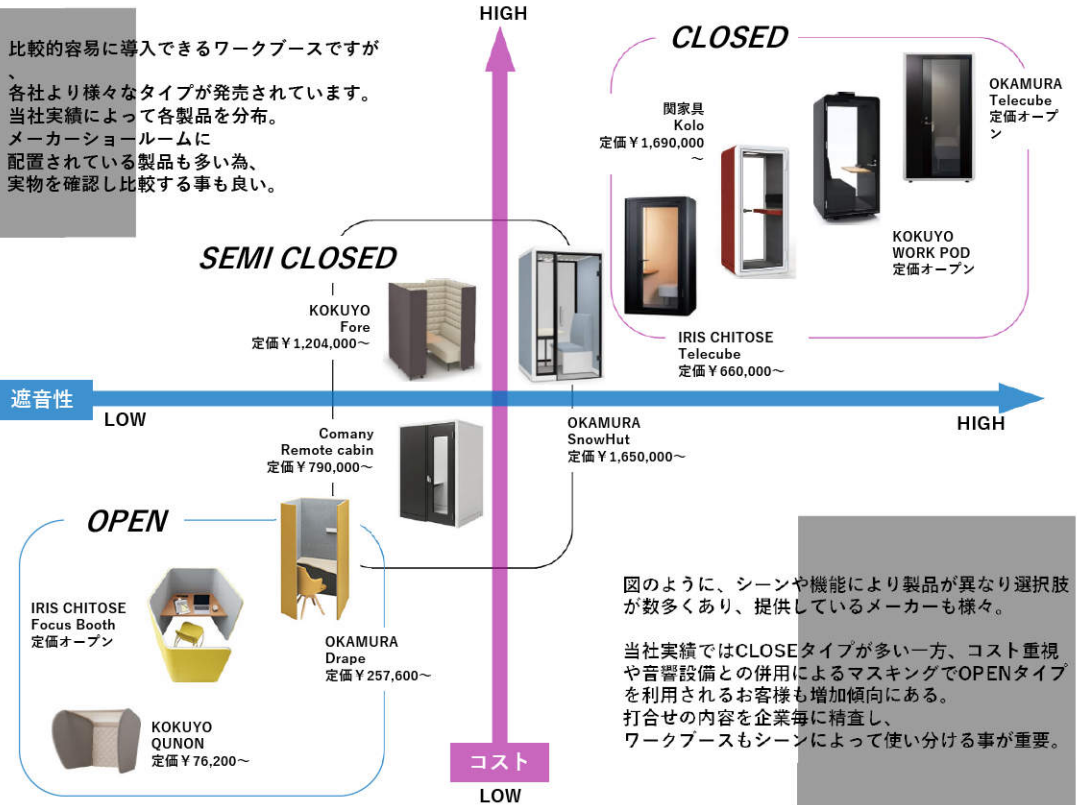 比較的容易に導入できるワークブースですが
、
各社より様々なタイプが発売されています。
当社実績によって各製品を分布。
メーカーショールームに
配置されている製品も多い為、
実物を確認し比較する事も良い。
HIGH
CLOSED
関家具
Kolo
定価¥1,690,000
～
OKAMURA
Telecube
定価オープ
ン
KOKUYO
WORK POD
定価オープン
IRIS CHITOSE
Telecube
定価¥660,000～
SEMI CLOSED
KOKUYO
Fore
定価¥1,204,000～
遮音性
LOW
HIGH
Comany
Remote cabin
定価¥790,000～
OKAMURA
SnowHut
定価¥1,650,000～
OPEN
IRIS CHITOSE
Focus Booth
定価オープン
OKAMURA
Drape
定価¥257,600～
KOKUYO
QUNON
定価¥76,200～
図のように、シーンや機能により製品が異なり選択肢
が数多くあり、提供しているメーカーも様々。
当社実績ではCLOSEタイプが多い一方、コスト重視
や音響設備との併用によるマスキングでOPENタイプ
を利用されるお客様も増加傾向にある。
打合せの内容を企業毎に精査し、
ワークブースもシーンによって使い分ける事が重要。
コスト
LOW